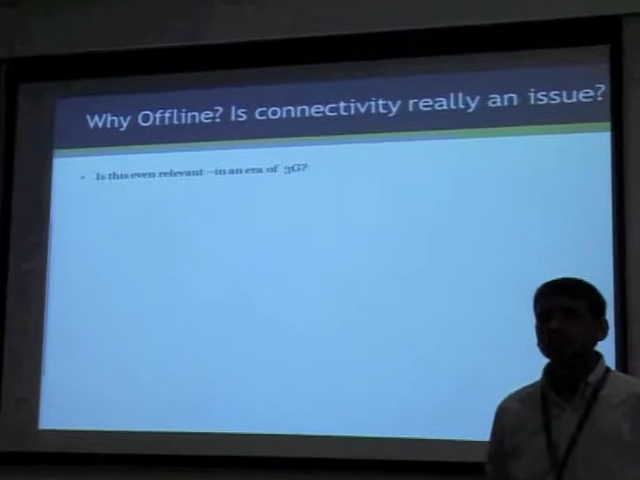 Why Offline? Is connectivity really an issue?
• Is this even relevant –in an era of 3G?